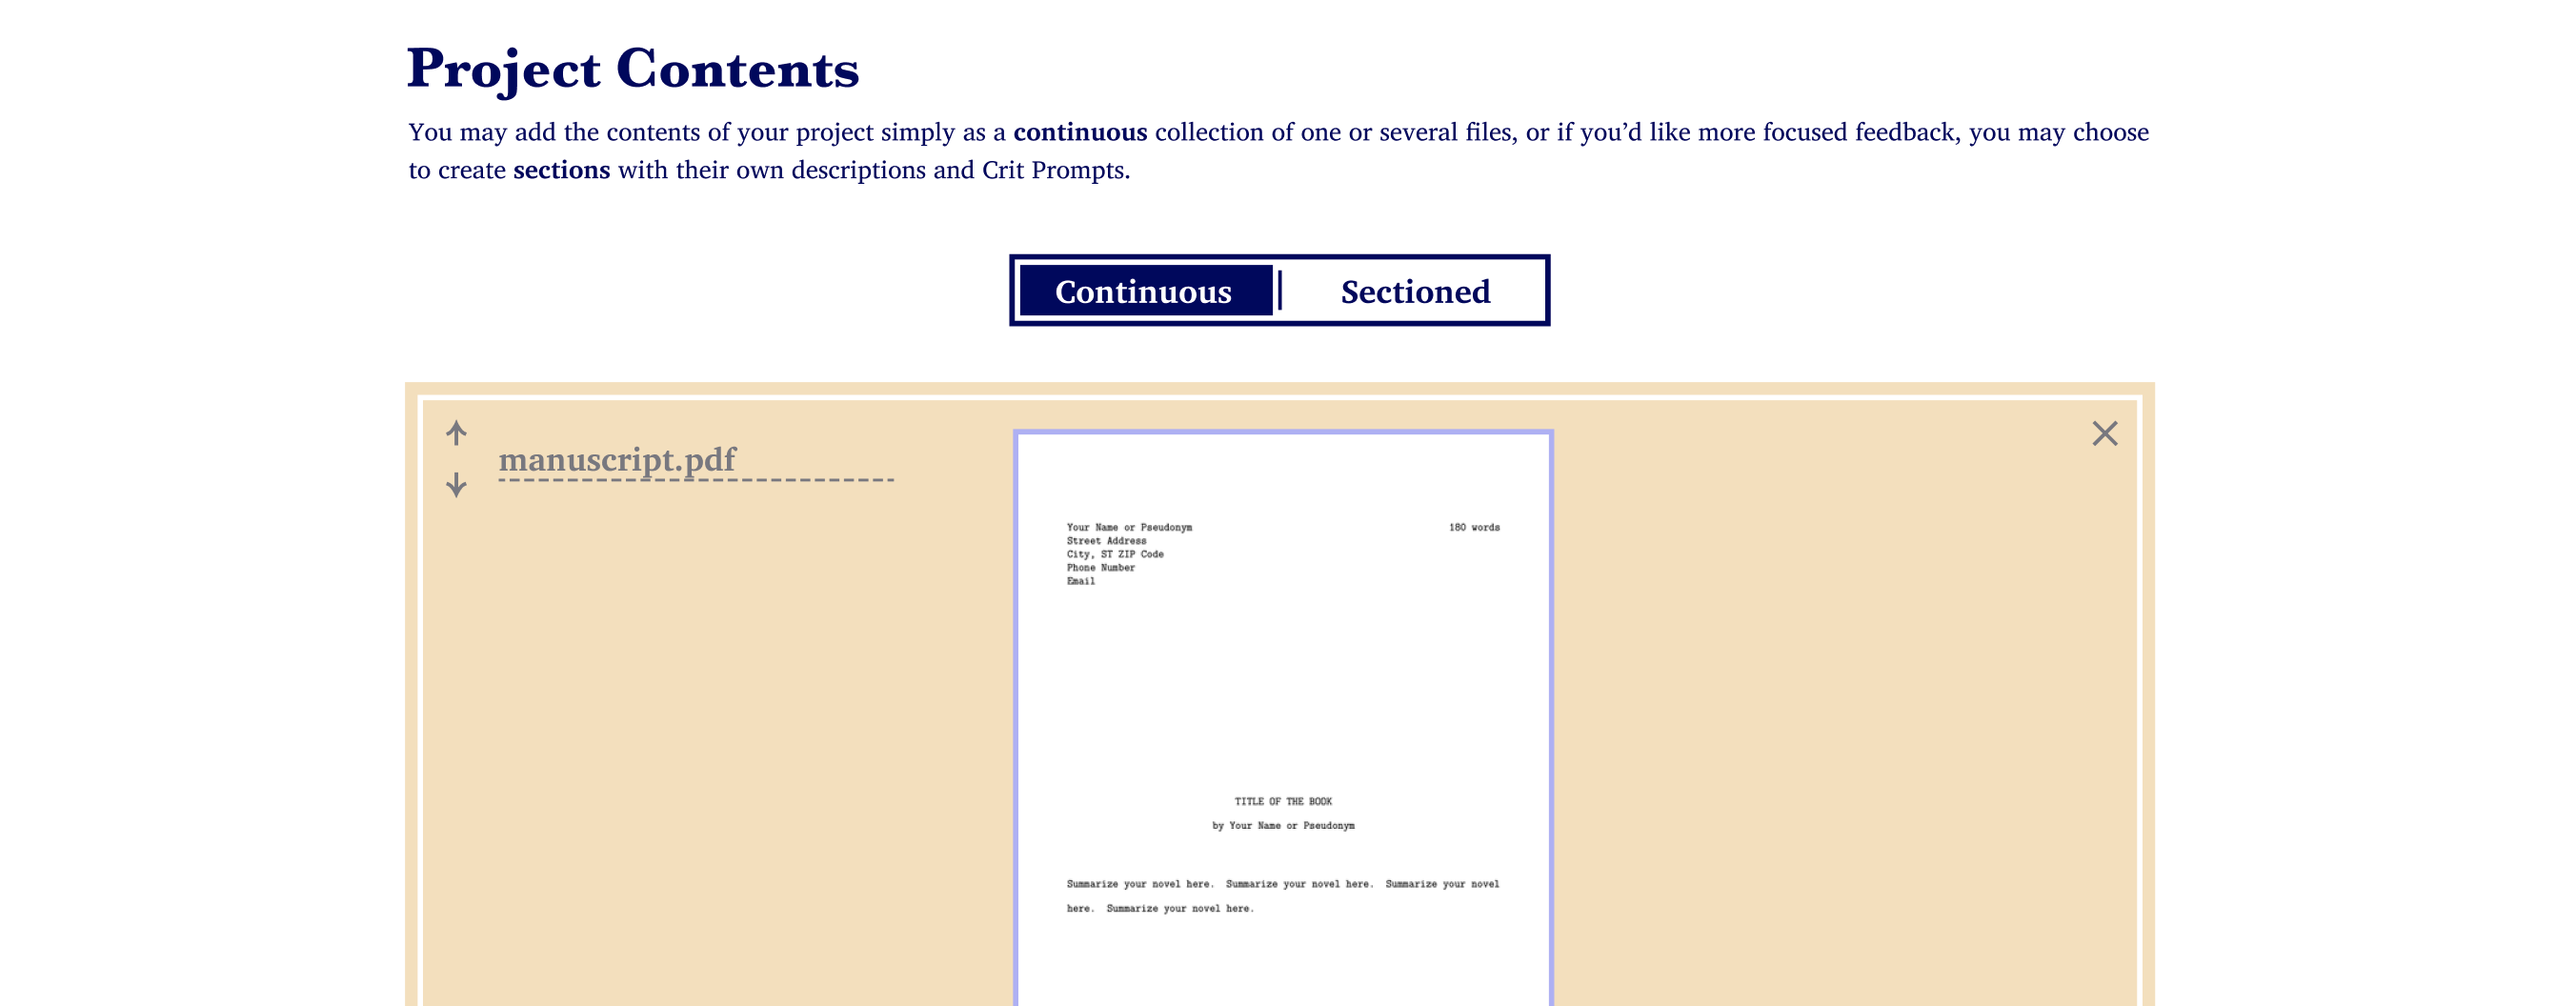 Project Contents
You may add the contents of your project simply as a continuous collection of one or several files, or if you’d like more focused feedback, you may choose
to create sections with their own descriptions and Crit Prompts.
Continuous
Sectioned
manuscript.pdf
Your Name or Pseudonym 180 words
Street Address
City, ST ZIP Code
Phone Number
Email
TITLE OF THE BOOK
by Your Name or Pseudonym
Summarize your novel here. Summarize your novel here. Summarize your novel
here. Summarize your novel here.